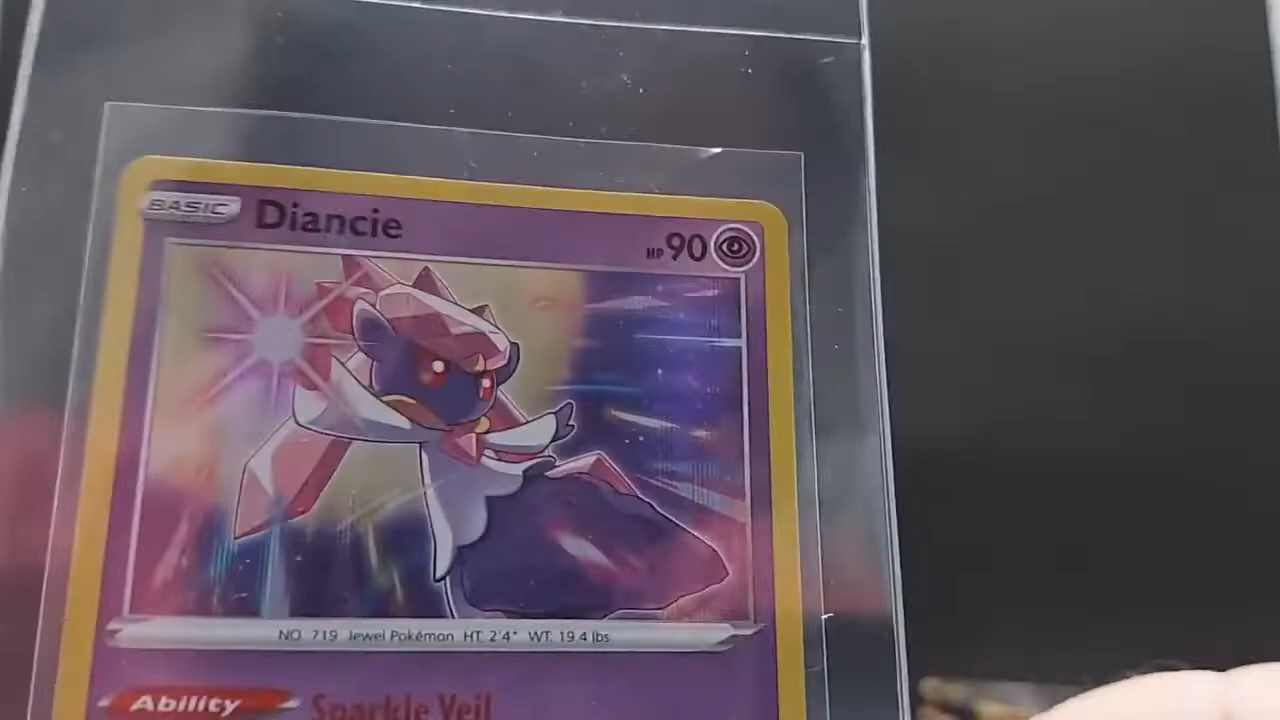 BASIC Diancie HP 90
NO. 719 Jewel Pokémon HT. 2'4" WT. 19.4 lbs.
Ability Sparkle Veil